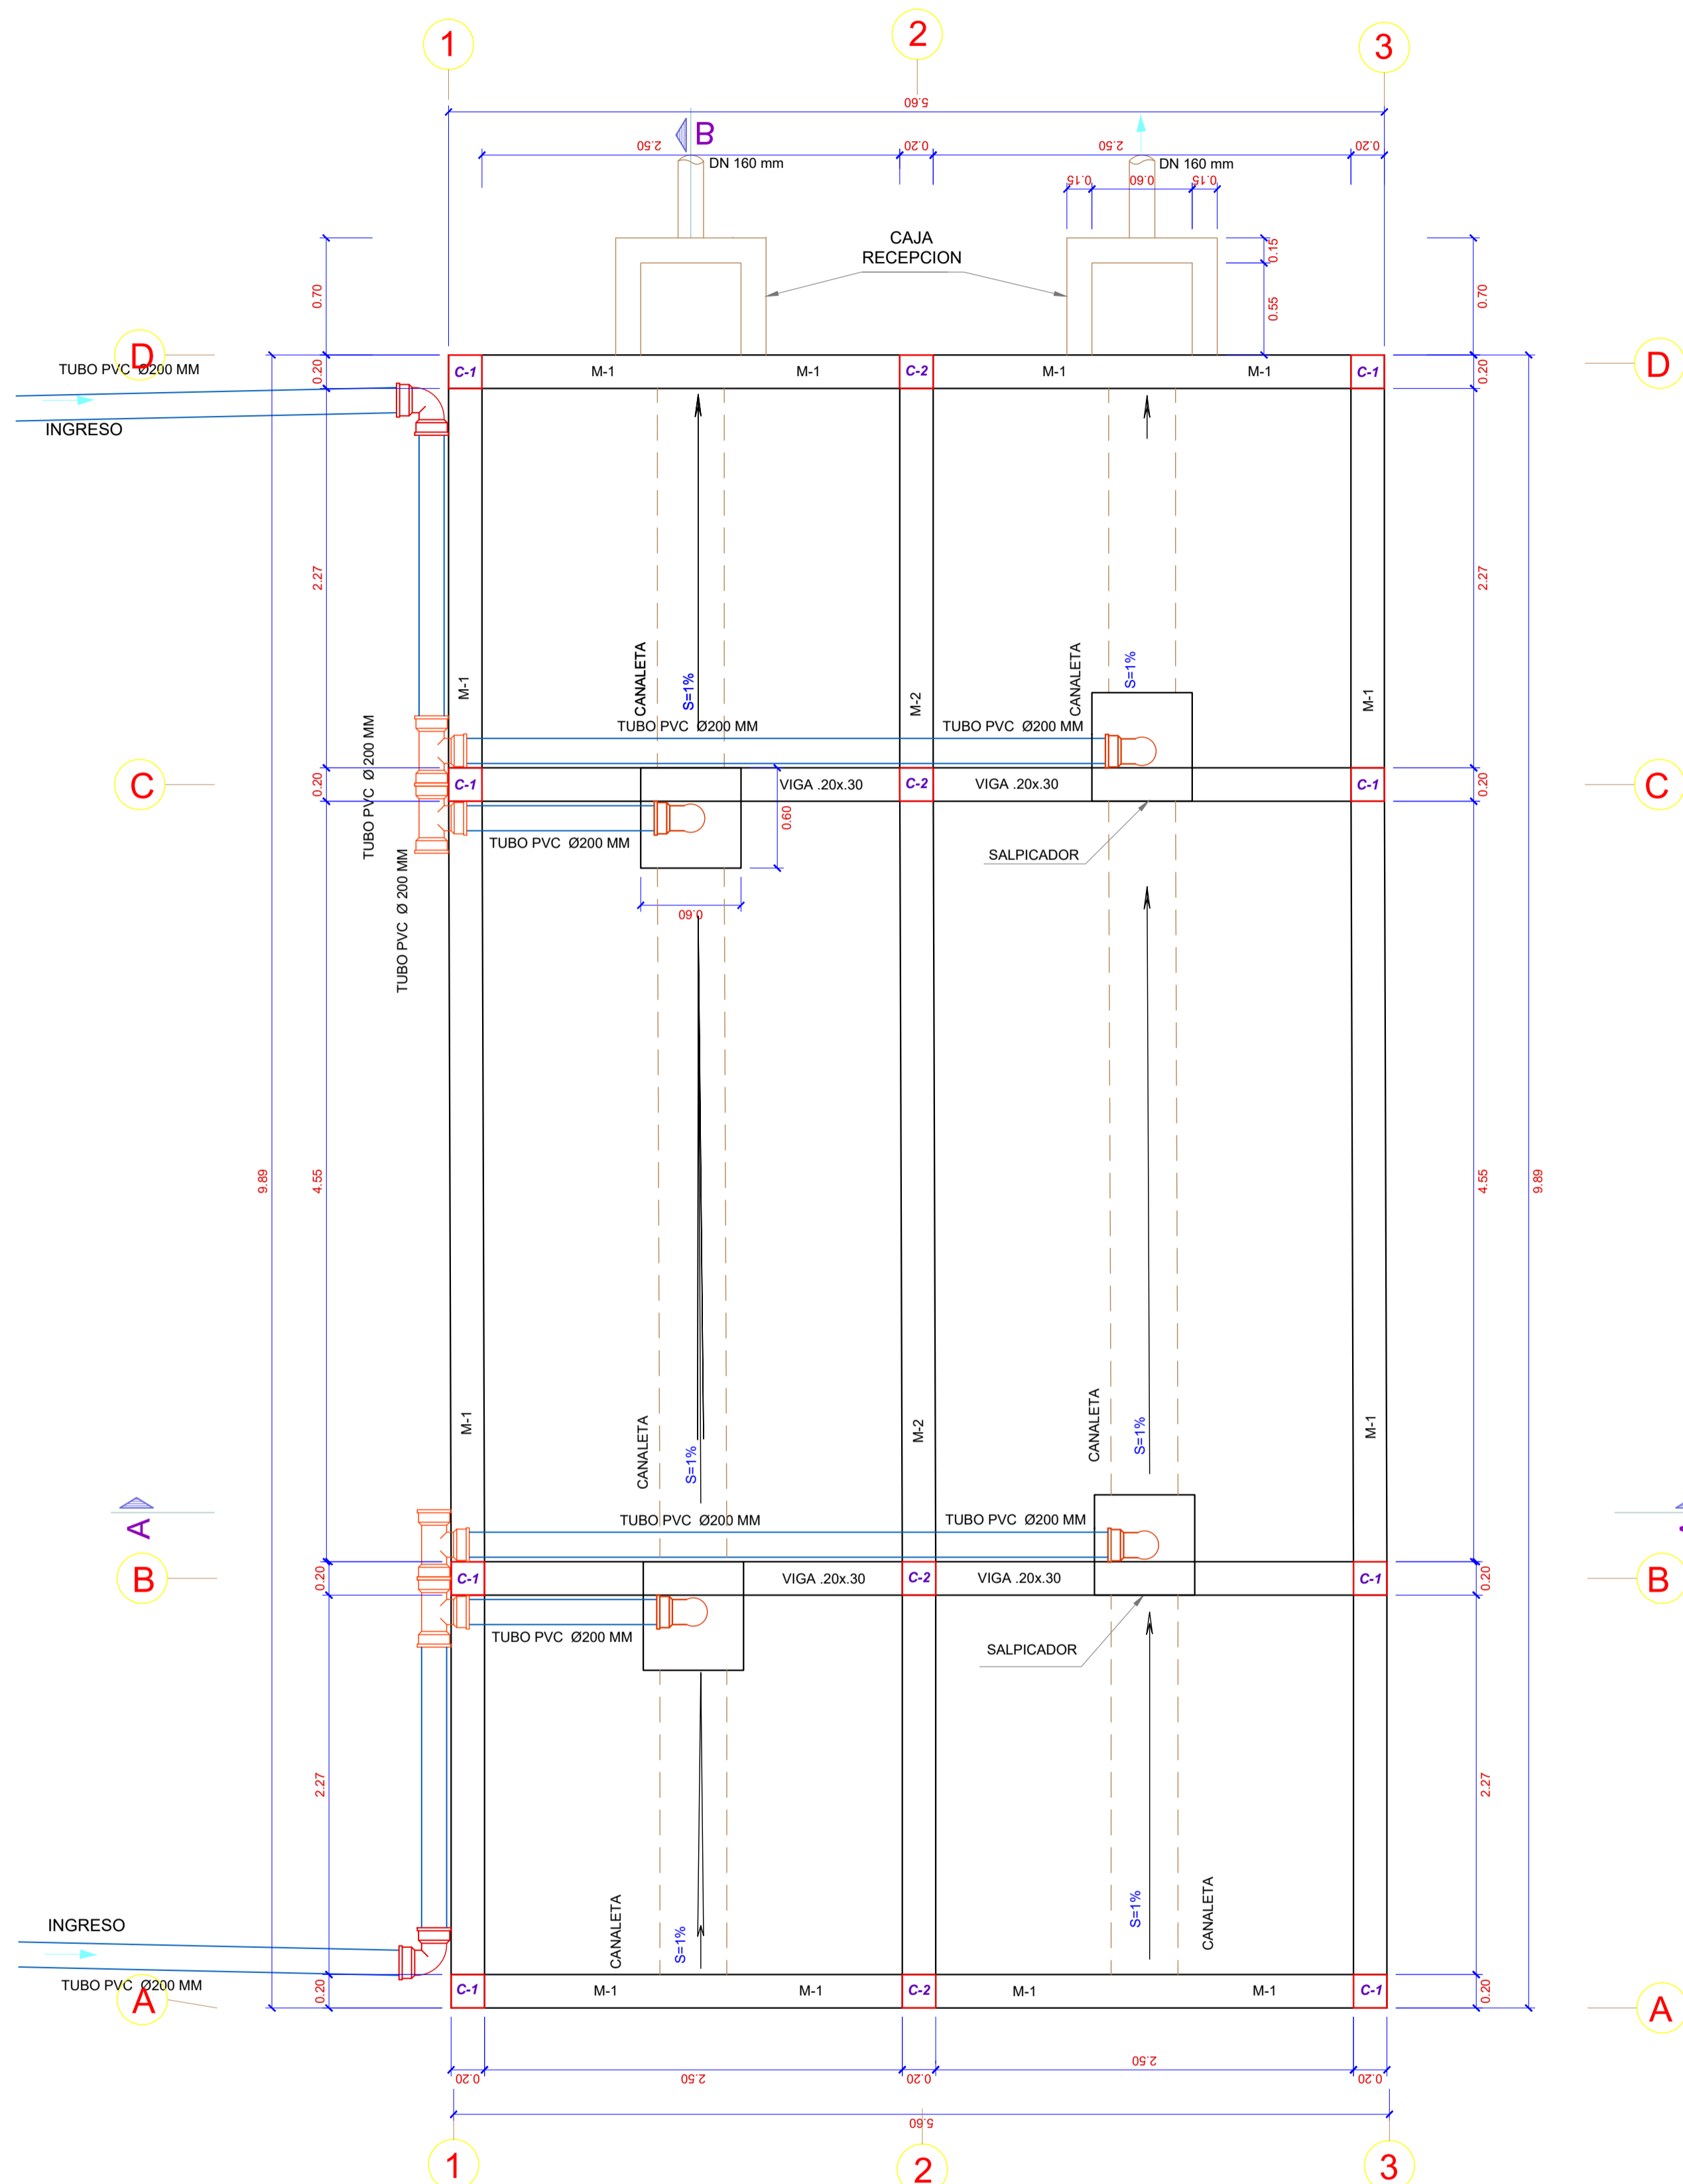 1
2
3
5.60
B
2.50
0.20
2.50
0.20
DN 160 mm
DN 160 mm
0.15
0.60
0.15
CAJA
RECEPCION
0.15
0.70
0.55
0.70
D
TUBO PVC Ø200 MM
0.20
C-1
M-1
M-1
C-2
M-1
M-1
C-1
0.20
D
INGRESO
2.27
2.27
CANALETA
S=1%
CANALETA
S=1%
M-1
M-2
M-1
TUBO PVC Ø200 MM
TUBO PVC Ø200 MM
TUBO PVC Ø 200 MM
C
0.20
C-1
VIGA .20x.30
C-2
VIGA .20x.30
C-1
0.20
C
0.60
TUBO PVC Ø200 MM
SALPICADOR
TUBO PVC Ø 200 MM
0.60
9.89
4.55
4.55
9.89
M-1
CANALETA
S=1%
M-2
CANALETA
S=1%
M-1
A
TUBO PVC Ø200 MM
TUBO PVC Ø200 MM
B
0.20
C-1
VIGA .20x.30
C-2
VIGA .20x.30
C-1
0.20
B
TUBO PVC Ø200 MM
SALPICADOR
2.27
2.27
INGRESO
CANALETA
S=1%
S=1%
CANALETA
TUBO PVC Ø200 MM
A
0.20
C-1
M-1
M-1
C-2
M-1
M-1
C-1
0.20
A
0.20
2.50
0.20
2.50
0.20
5.60
1
2
3